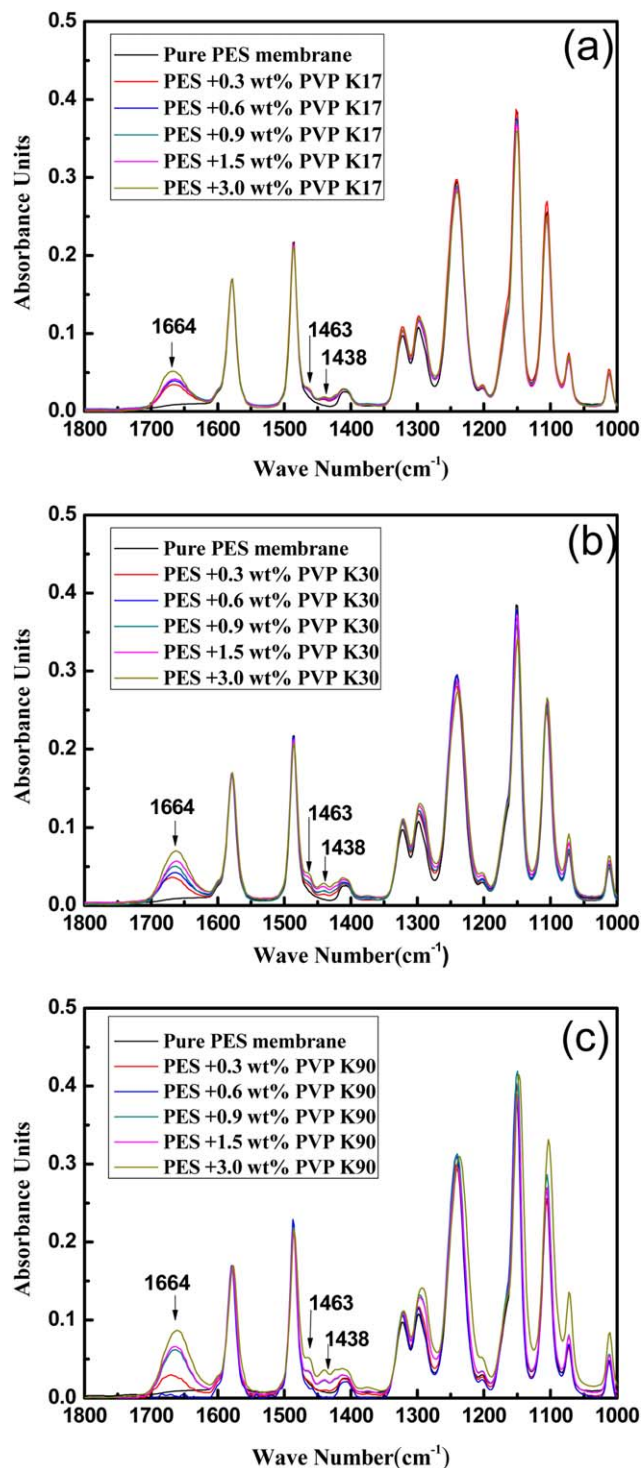 (a)
Pure PES membrane
PES +0.3 wt% PVP K17
PES +0.6 wt% PVP K17
PES +0.9 wt% PVP K17
PES +1.5 wt% PVP K17
PES +3.0 wt% PVP K17
0.5
0.4
0.3
0.2
0.1
0.0
Absorbance Units
1664
1463
1438
1800 1700 1600 1500 1400 1300 1200 1100 1000
Wave Number(cm⁻¹)
(b)
Pure PES membrane
PES +0.3 wt% PVP K30
PES +0.6 wt% PVP K30
PES +0.9 wt% PVP K30
PES +1.5 wt% PVP K30
PES +3.0 wt% PVP K30
0.5
0.4
0.3
0.2
0.1
0.0
Absorbance Units
1664
1463
1438
1800 1700 1600 1500 1400 1300 1200 1100 1000
Wave Number(cm⁻¹)
(c)
Pure PES membrane
PES +0.3 wt% PVP K90
PES +0.6 wt% PVP K90
PES +0.9 wt% PVP K90
PES +1.5 wt% PVP K90
PES +3.0 wt% PVP K90
0.5
0.4
0.3
0.2
0.1
0.0
Absorbance Units
1664
1463
1438
1800 1700 1600 1500 1400 1300 1200 1100 1000
Wave Number(cm⁻¹)